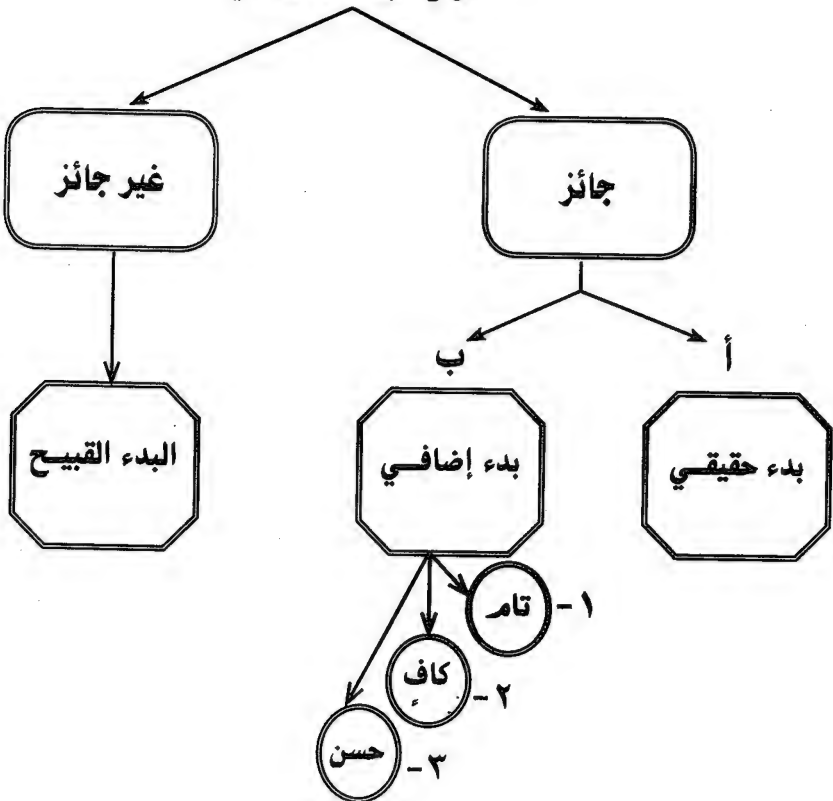 جائز
غير جائز
أ
ب
بدء حقيقي
بدء إضافي
البدء القبيح
١- تام
٢- كافٍ
٣- حسن